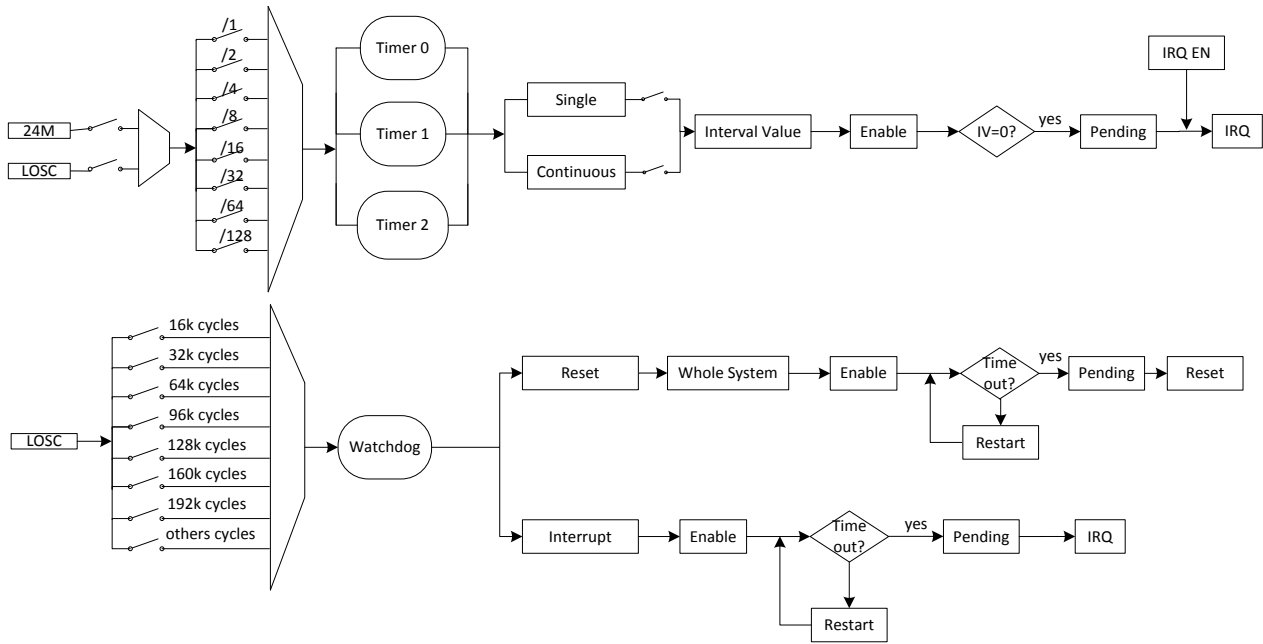 /1
/2
/4
/8
/16
/32
/64
/128
24M
LOSC
Timer 0
Timer 1
Timer 2
Single
Continuous
Interval Value
Enable
IV=0?
yes
Pending
IRQ EN
IRQ
LOSC
16k cycles
32k cycles
64k cycles
96k cycles
128k cycles
160k cycles
192k cycles
others cycles
Watchdog
Reset
Whole System
Enable
Time
out?
yes
Pending
Reset
Restart
Interrupt
Enable
Time
out?
yes
Pending
IRQ
Restart